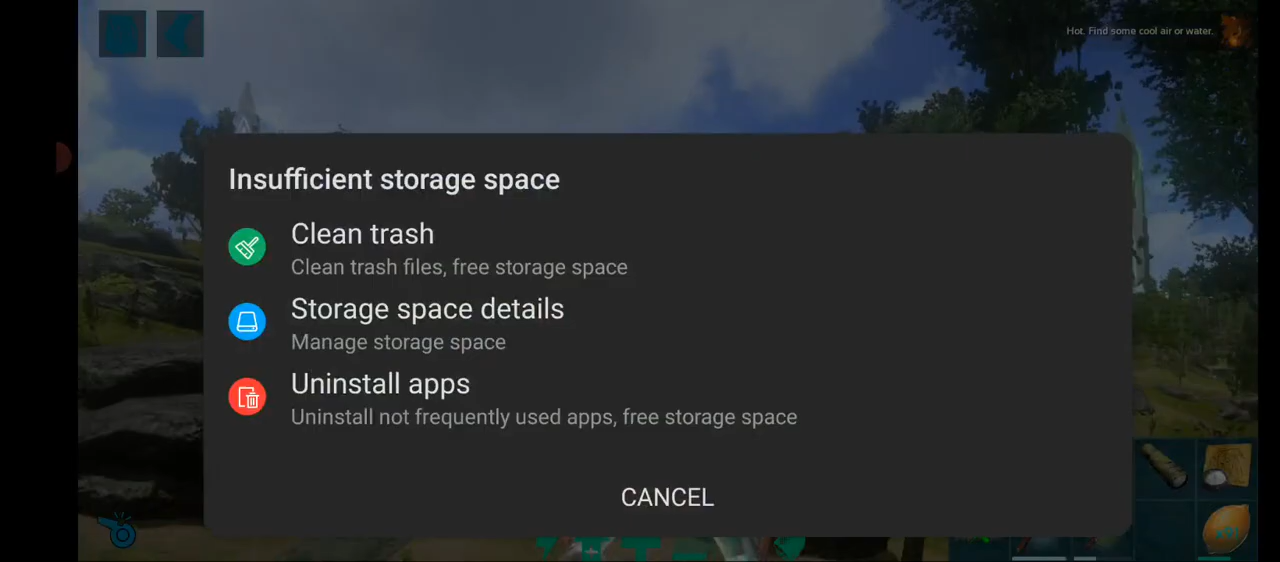 Hot. Find some cool air or water.
Insufficient storage space
Clean trash
Clean trash files, free storage space
Storage space details
Manage storage space
Uninstall apps
Uninstall not frequently used apps, free storage space
CANCEL